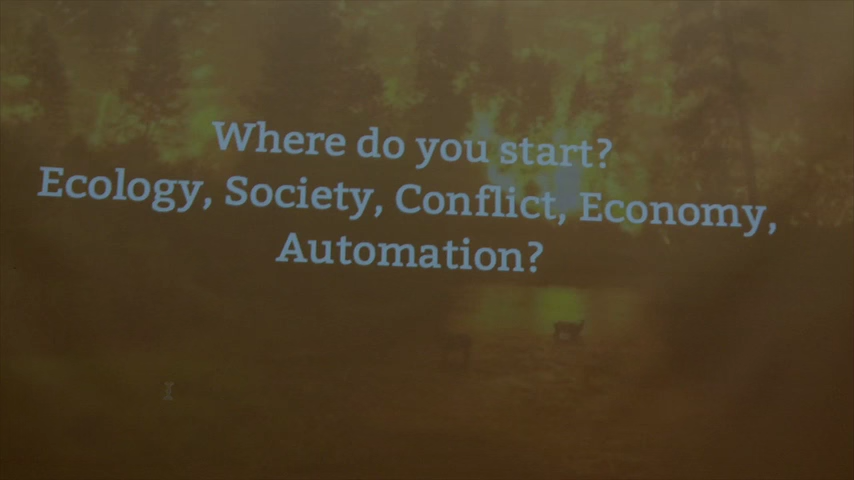 Where do you start?
Ecology, Society, Conflict, Economy,
Automation?